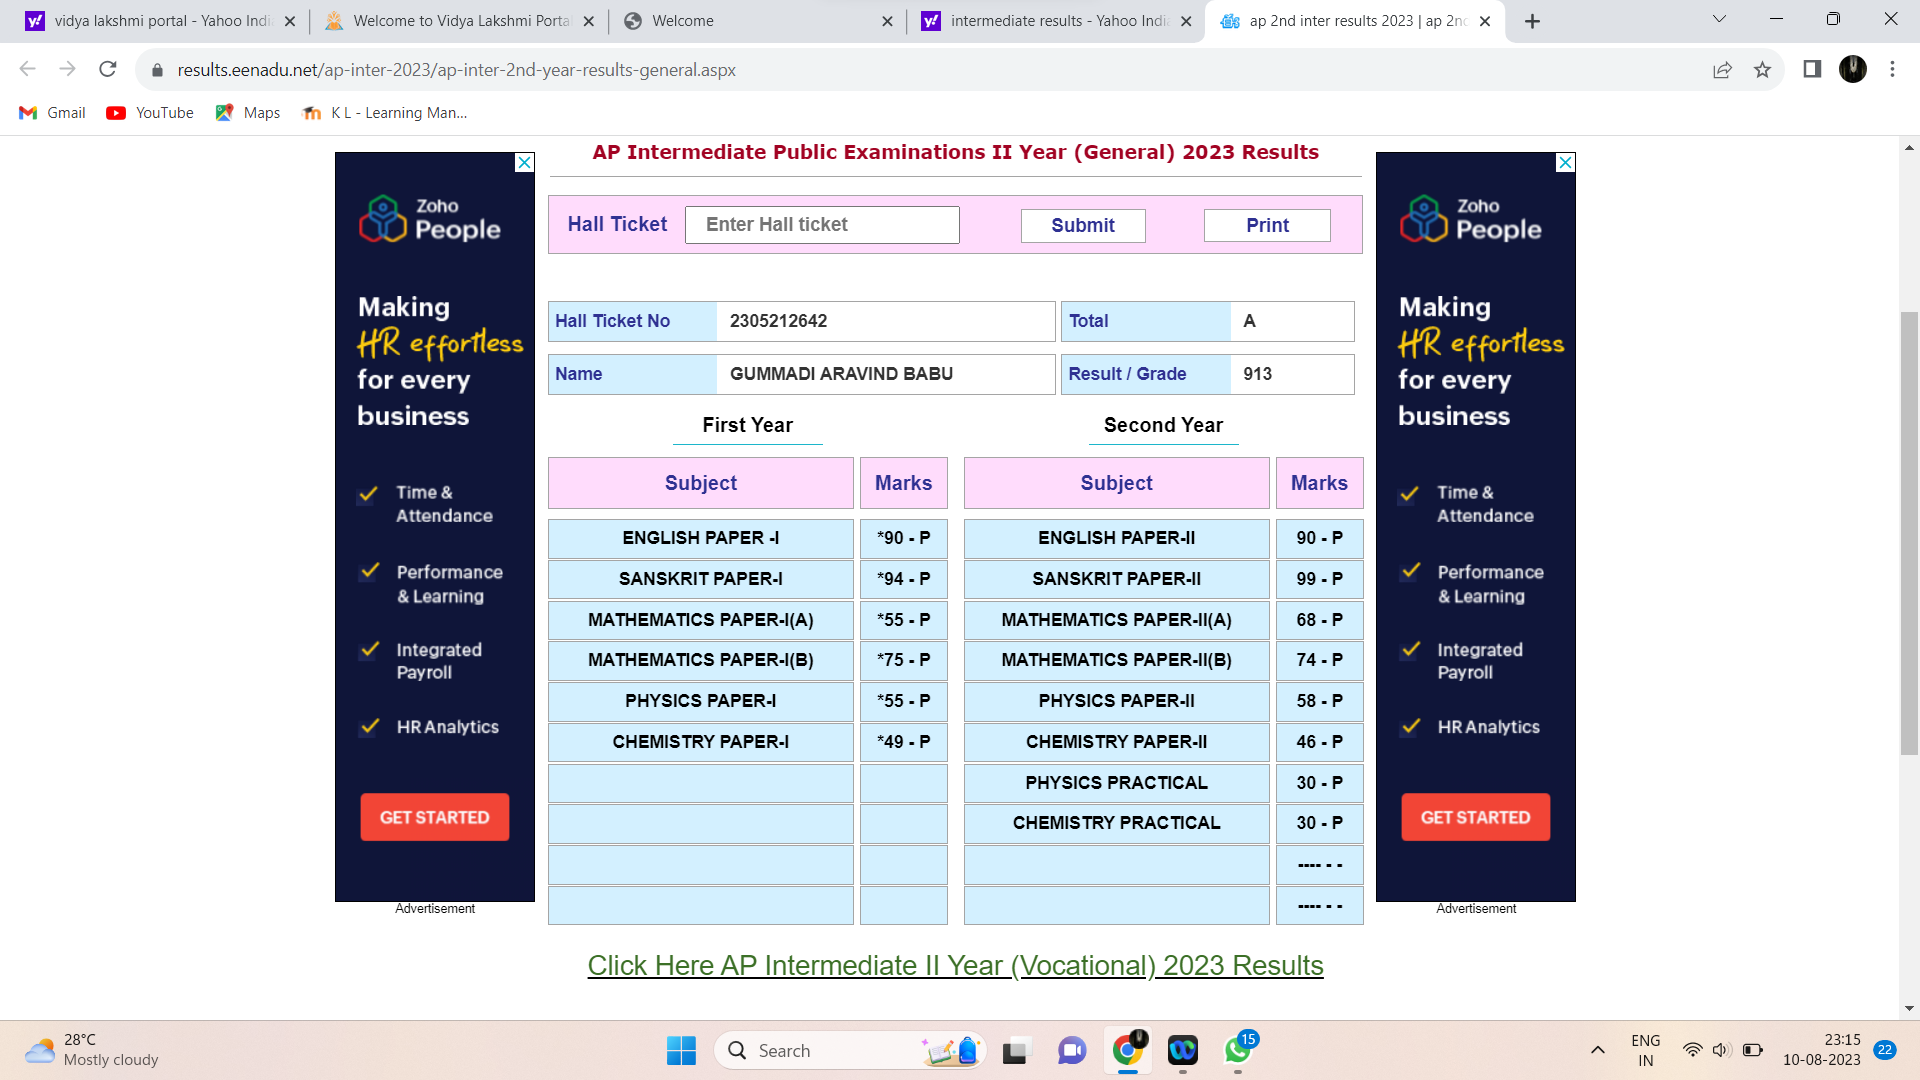 vidya lakshmi portal - Yahoo Indi
Welcome to Vidya Lakshmi Porta
Welcome
intermediate results - Yahoo Indi
ap 2nd inter results 2023 | ap 2nd
results.eenadu.net/ap-inter-2023/ap-inter-2nd-year-results-general.aspx
Gmail YouTube Maps K L - Learning Man...
AP Intermediate Public Examinations II Year (General) 2023 Results
Hall Ticket Enter Hall ticket Submit Print
Hall Ticket No 2305212642 Total A
Name GUMMADI ARAVIND BABU Result / Grade 913
First Year Second Year
Subject Marks Subject Marks
ENGLISH PAPER -I *90 - P ENGLISH PAPER-II 90 - P
SANSKRIT PAPER-I *94 - P SANSKRIT PAPER-II 99 - P
MATHEMATICS PAPER-I(A) *55 - P MATHEMATICS PAPER-II(A) 68 - P
MATHEMATICS PAPER-I(B) *75 - P MATHEMATICS PAPER-II(B) 74 - P
PHYSICS PAPER-I *55 - P PHYSICS PAPER-II 58 - P
CHEMISTRY PAPER-I *49 - P CHEMISTRY PAPER-II 46 - P
PHYSICS PRACTICAL 30 - P
CHEMISTRY PRACTICAL 30 - P
---- - -
---- - -
Click Here AP Intermediate II Year (Vocational) 2023 Results
Zoho
People
Making
HR effortless
for every
business
Time &
Attendance
Performance
& Learning
Integrated
Payroll
HR Analytics
GET STARTED
Advertisement
Zoho
People
Making
HR effortless
for every
business
Time &
Attendance
Performance
& Learning
Integrated
Payroll
HR Analytics
GET STARTED
Advertisement
28°C
Mostly cloudy
Search
15
ENG
IN
23:15
10-08-2023
22